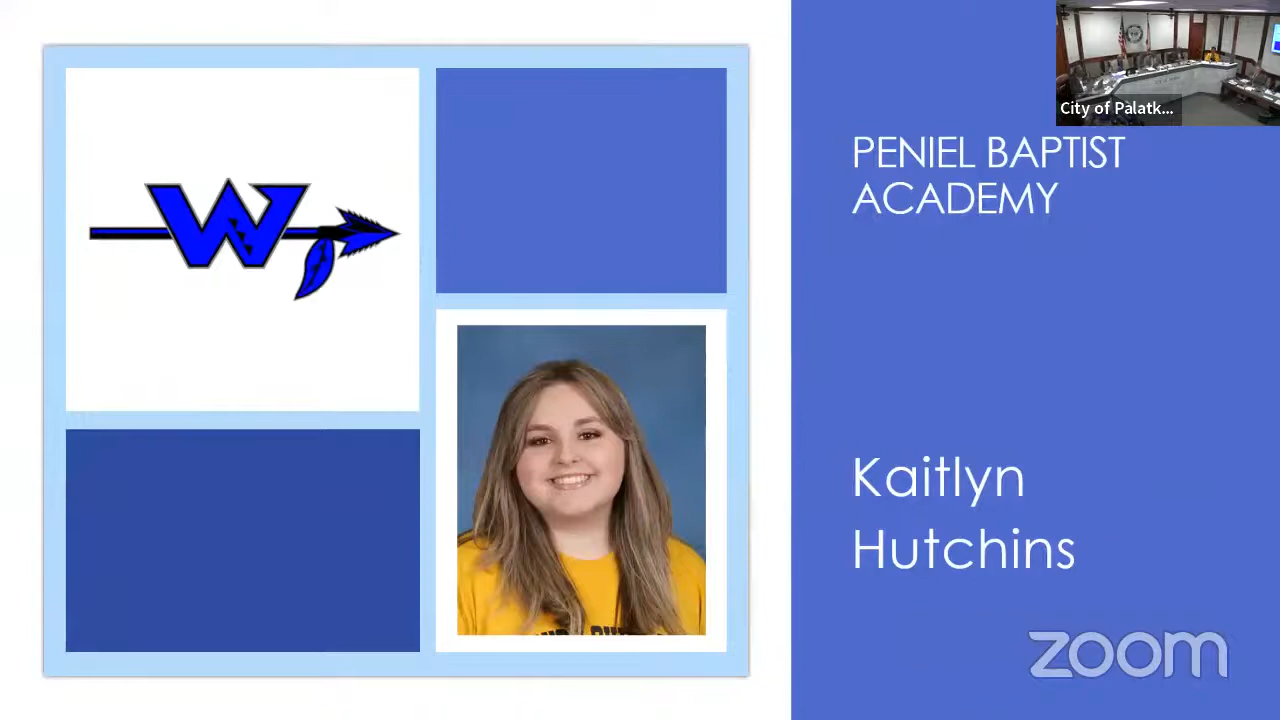 City of Palatk...
PENIEL BAPTIST
ACADEMY
W
Kaitlyn
Hutchins
zoom